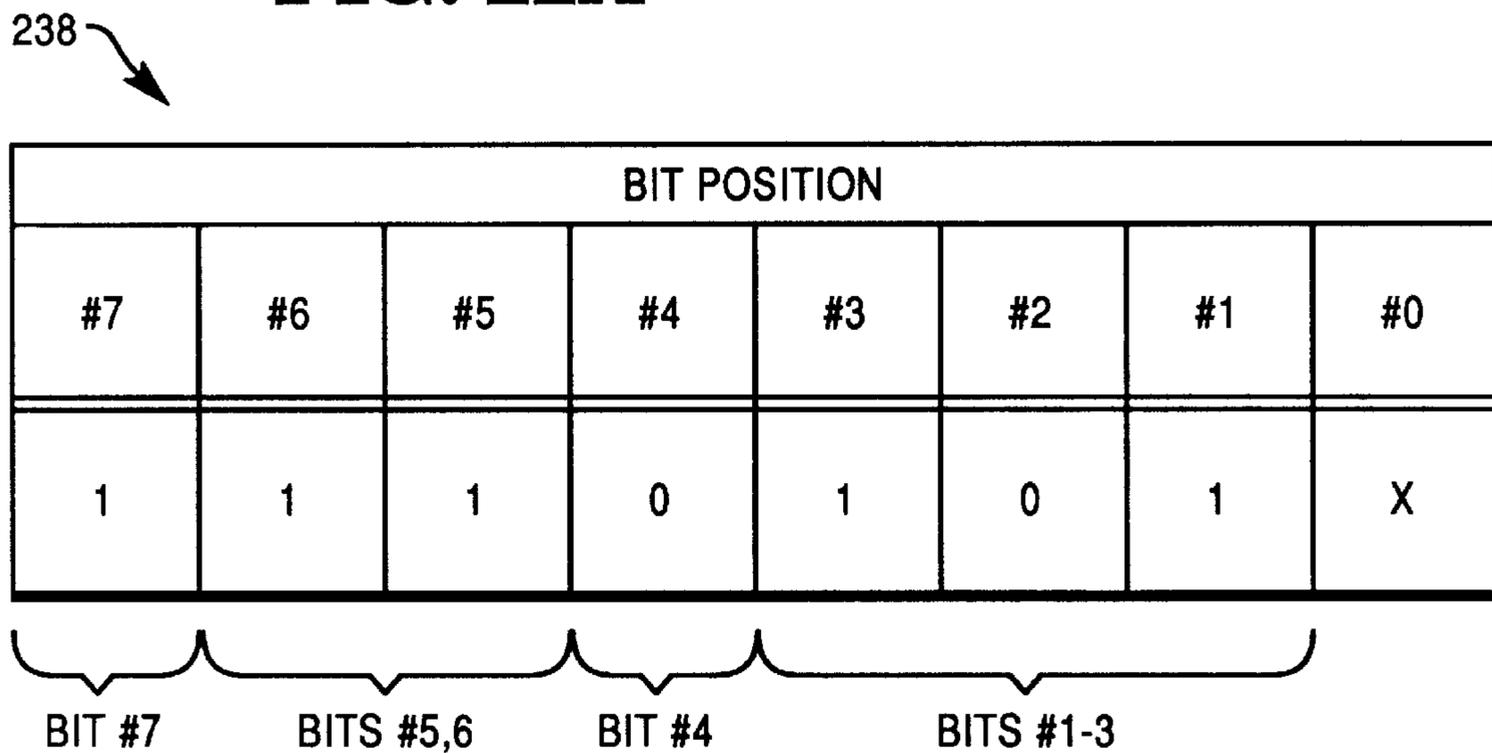 238
BIT POSITION
#7 #6 #5 #4 #3 #2 #1 #0
1 1 1 0 1 0 1 X
BIT #7 BITS #5,6 BIT #4 BITS #1-3